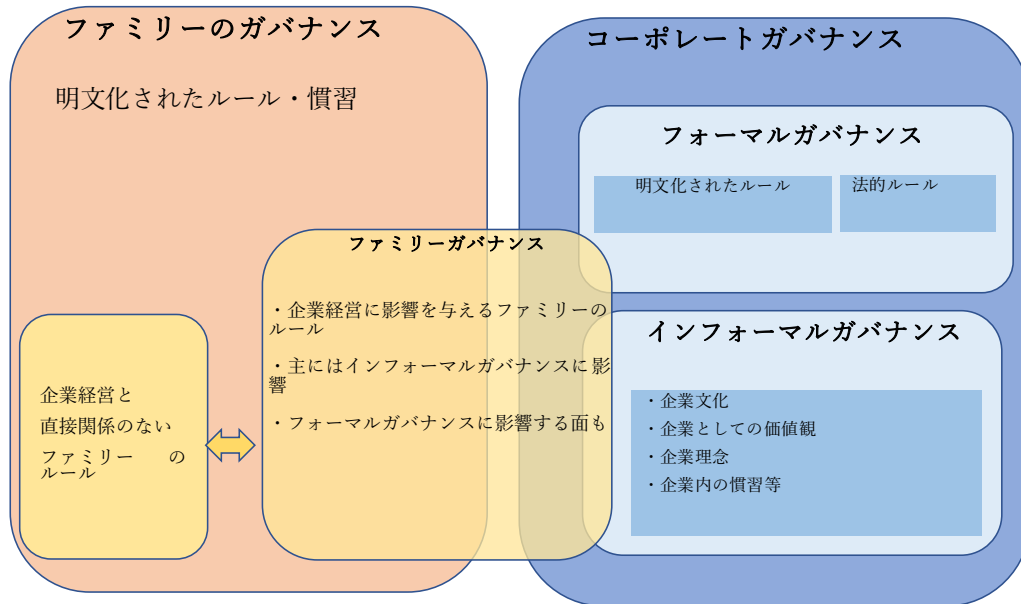 ファミリーのガバナンス
明文化されたルール・慣習
企業経営と
直接関係のない
ファミリー　の
ルール
ファミリーガバナンス
・企業経営に影響を与えるファミリーの
ルール
・主にはインフォーマルガバナンスに影
響
・フォーマルガバナンスに影響する面も
コーポレートガバナンス
フォーマルガバナンス
明文化されたルール
法的ルール
インフォーマルガバナンス
・企業文化
・企業としての価値観
・企業理念
・企業内の慣習等